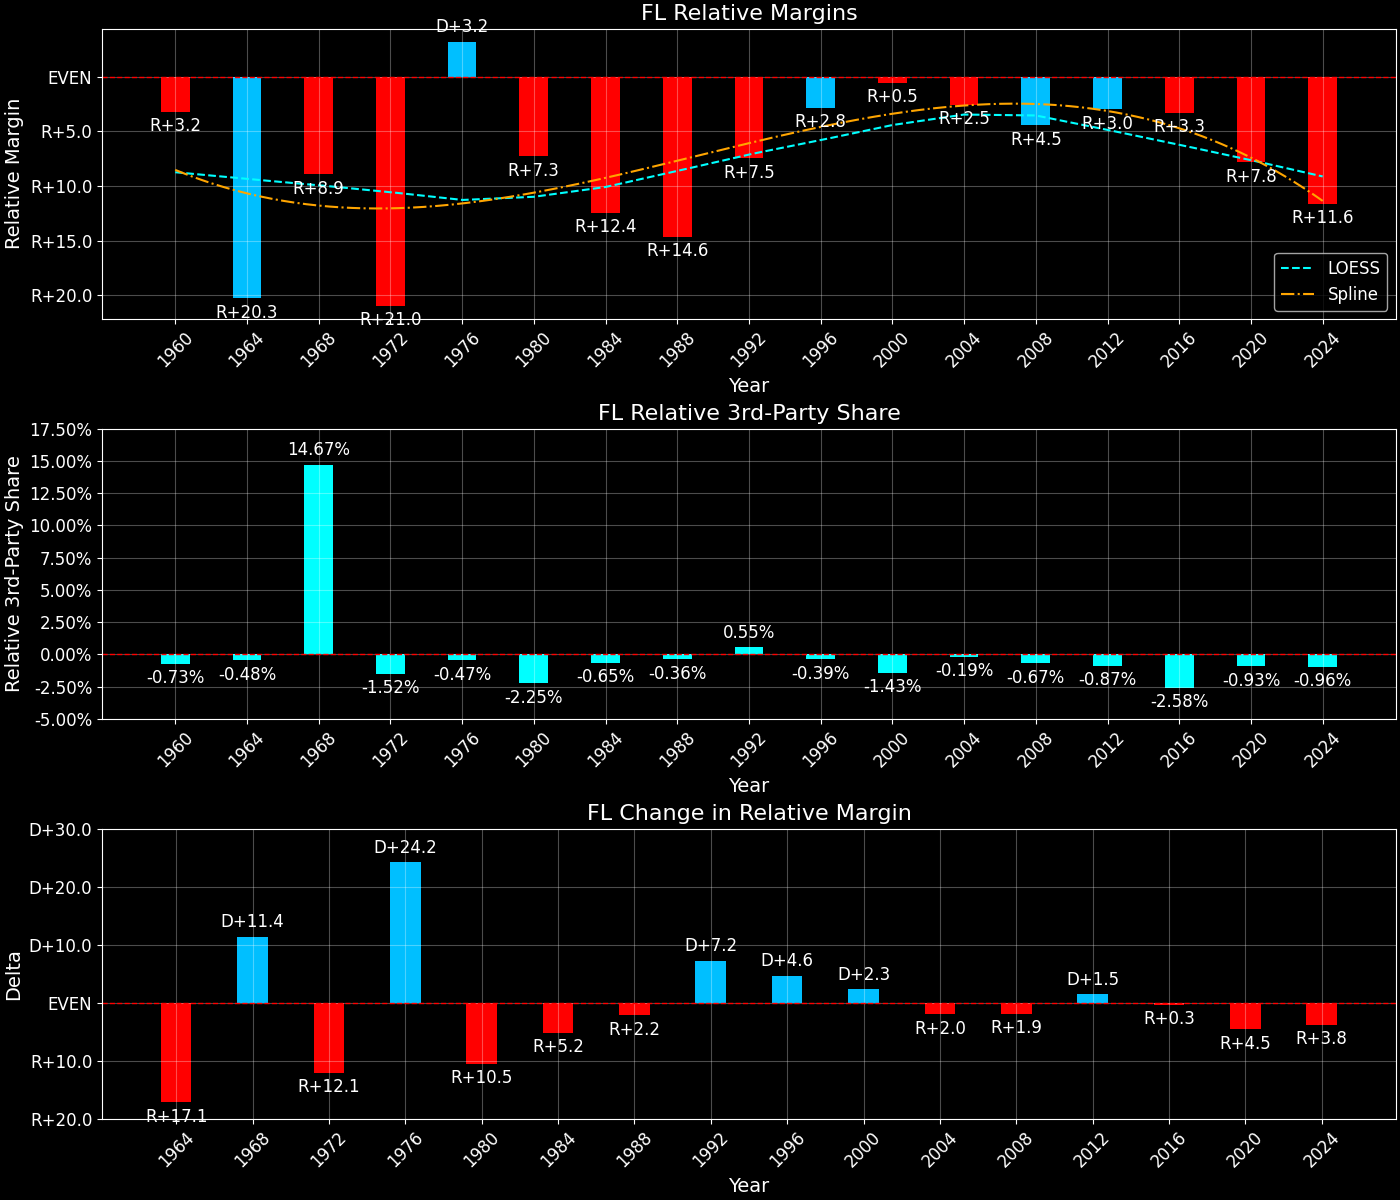 FL Relative Margins
Relative Margin
EVEN
R+5.0
R+10.0
R+15.0
R+20.0
R+3.2
R+20.3
R+8.9
R+21.0
D+3.2
R+7.3
R+12.4
R+14.6
R+7.5
R+2.8
R+0.5
R+2.5
R+4.5
R+3.0
R+3.3
R+7.8
R+11.6
LOESS
Spline
1960
1964
1968
1972
1976
1980
1984
1988
1992
1996
2000
2004
2008
2012
2016
2020
2024
Year
FL Relative 3rd-Party Share
Relative 3rd-Party Share
17.50%
15.00%
12.50%
10.00%
7.50%
5.00%
2.50%
0.00%
-2.50%
-5.00%
-0.73%
-0.48%
14.67%
-1.52%
-0.47%
-2.25%
-0.65%
-0.36%
0.55%
-0.39%
-1.43%
-0.19%
-0.67%
-0.87%
-2.58%
-0.93%
-0.96%
1960
1964
1968
1972
1976
1980
1984
1988
1992
1996
2000
2004
2008
2012
2016
2020
2024
Year
FL Change in Relative Margin
Delta
D+30.0
D+20.0
D+10.0
EVEN
R+10.0
R+20.0
R+17.1
D+11.4
R+12.1
D+24.2
R+10.5
R+5.2
R+2.2
D+7.2
D+4.6
D+2.3
R+2.0
R+1.9
D+1.5
R+0.3
R+4.5
R+3.8
1964
1968
1972
1976
1980
1984
1988
1992
1996
2000
2004
2008
2012
2016
2020
2024
Year